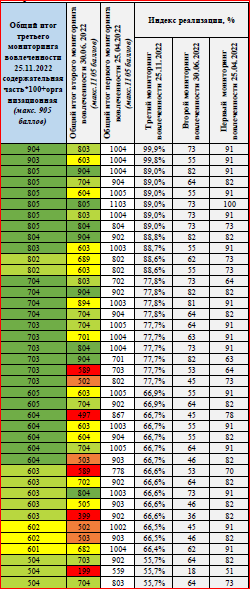 Общий итог
третьего
мониторинга
вовлеченности
25.11.2022
содержательная
часть*100+орга
низационная
(макс. 905
баллов)
Общий итог второго мониторинга
вовлеченности 30.06.2022
(макс.1105 баллов)
Общий итог первого мониторинга
вовлеченности 25.04.2022
(макс.1105 баллов)
Индекс реализации, %
Третий мониторинг
вовлеченности 25.11.2022
Второй мониторинг
вовлеченности 30.06.2022
Первый мониторинг
вовлеченности 25.04.2022
904 803 1004 99,9% 73 91
903 603 1004 99,8% 55 91
805 904 1004 89,0% 82 91
805 704 904 89,0% 64 82
805 604 1005 89,0% 55 91
805 805 1103 89,0% 73 100
805 803 1004 89,0% 73 91
805 804 804 89,0% 73 73
804 904 902 88,8% 82 82
803 603 1003 88,7% 55 91
802 689 802 88,6% 62 73
802 603 802 88,6% 55 73
704 803 702 77,8% 73 64
704 904 902 77,8% 82 82
704 894 1003 77,8% 81 91
704 704 904 77,8% 64 82
703 704 1005 77,7% 64 91
703 701 1004 77,7% 63 91
703 804 1004 77,7% 73 91
703 904 701 77,7% 82 63
703 589 703 77,7% 53 64
703 502 802 77,7% 45 73
605 603 1005 66,9% 55 91
605 704 902 66,9% 64 82
604 497 867 66,7% 45 78
604 603 1003 66,7% 55 91
604 604 904 66,7% 55 82
604 704 1005 66,7% 64 91
604 503 903 66,7% 46 82
603 589 778 66,6% 53 70
603 702 902 66,6% 64 82
603 804 1003 66,6% 73 91
603 505 903 66,6% 46 82
603 399 902 66,6% 36 82
602 502 1002 66,5% 45 91
602 503 903 66,5% 46 82
601 682 1004 66,4% 62 91
504 703 902 55,7% 64 82
504 559 55,7% 18 51
504 704 803 55,7% 64 73